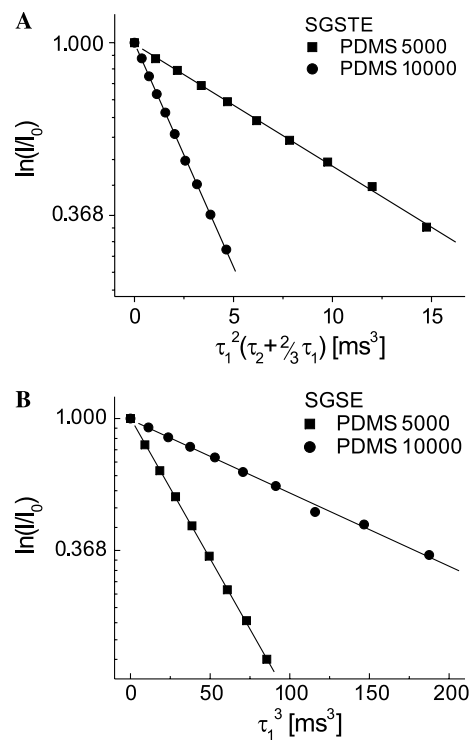 A
SGSTE
PDMS 5000
PDMS 10000
1.000
0.368
ln(I/I₀)
0 5 10 15
τ₁²(τ₂+⅔τ₁) [ms³]
B
SGSE
PDMS 5000
PDMS 10000
1.000
0.368
ln(I/I₀)
0 50 100 150 200
τ₁³ [ms³]